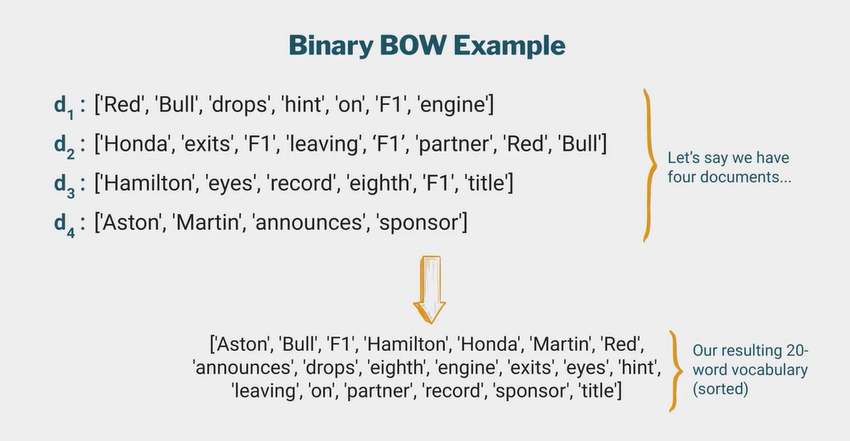 Binary BOW Example
d1 : ['Red', 'Bull', 'drops', 'hint', 'on', 'F1', 'engine']
d2 : ['Honda', 'exits', 'F1', 'leaving', ‘F1’, 'partner', 'Red', 'Bull']
d3 : ['Hamilton', 'eyes', 'record', 'eighth', 'F1', 'title']
d4 : ['Aston', 'Martin', 'announces', 'sponsor']
Let’s say we have
four documents...
['Aston', 'Bull', 'F1', 'Hamilton', 'Honda', 'Martin', 'Red',
'announces', 'drops', 'eighth', 'engine', 'exits', 'eyes', 'hint',
'leaving', 'on', 'partner', 'record', 'sponsor', 'title']
Our resulting 20-
word vocabulary
(sorted)